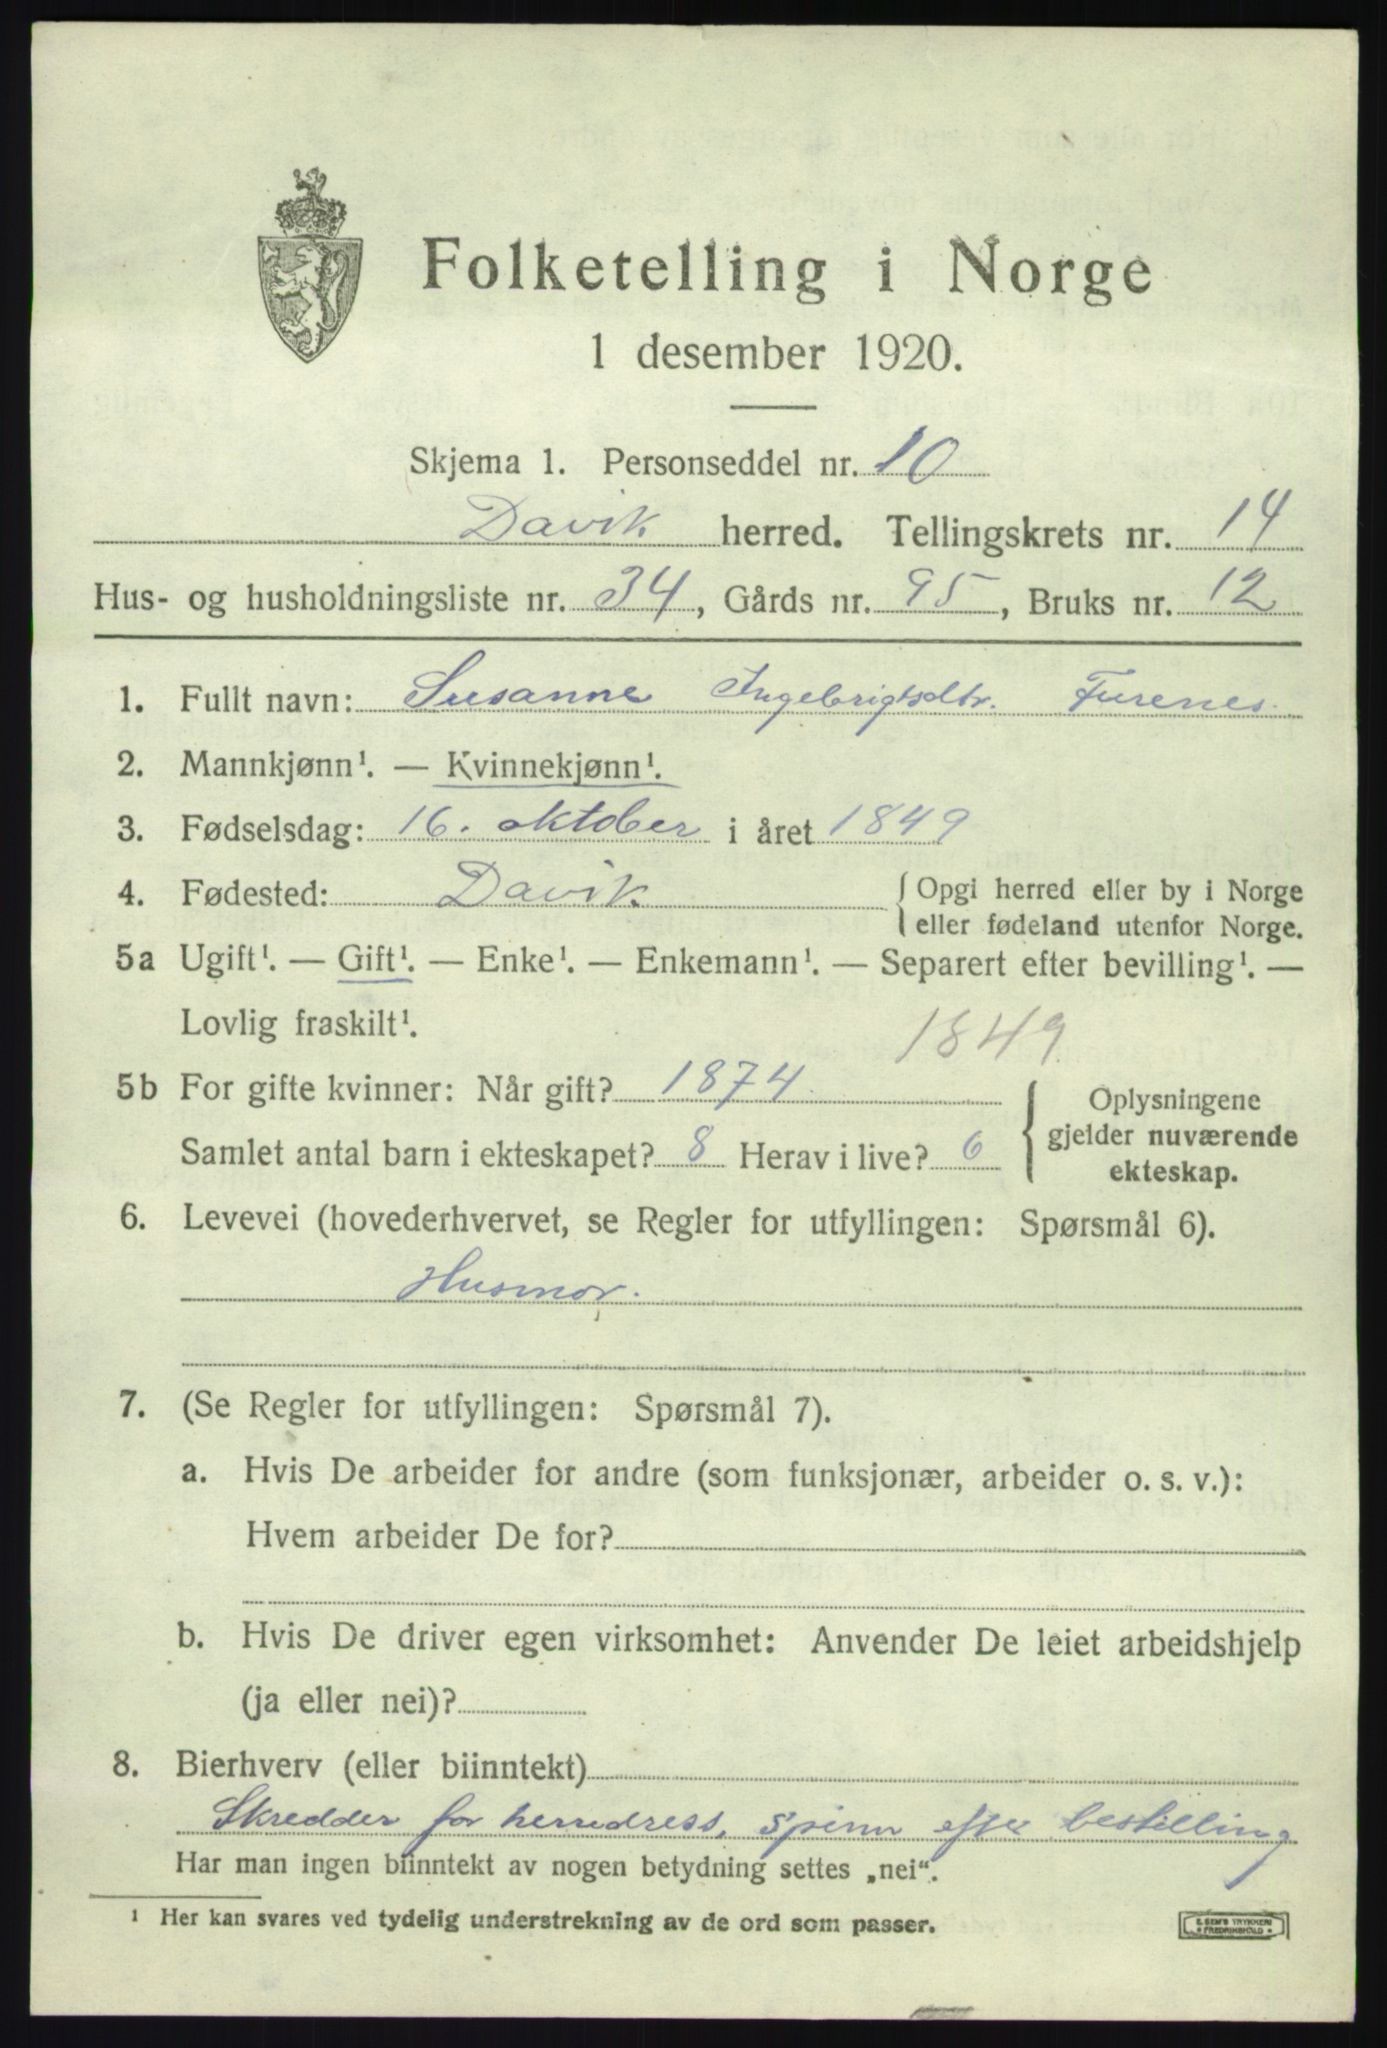 Folketelling i Norge
1 desember 1920.
Skjema 1. Personseddel nr. 10
Davik herred. Tellingskrets nr. 14
Hus- og husholdningsliste nr. 34, Gårds nr. 95, Bruks nr. 12
1. Fullt navn: Susanne Ingebrigtsdtr. Furenes.
2. Mannkjønn¹. — Kvinnekjønn¹.
3. Fødselsdag: 16. oktober i året 1849
4. Fødested: Davik. { Opgi herred eller by i Norge
eller fødeland utenfor Norge.
5a Ugift¹. — Gift¹. — Enke¹. — Enkemann¹. — Separert efter bevilling¹. —
Lovlig fraskilt¹. 1849
5b For gifte kvinner: Når gift? 1874. { Oplysningene
gjelder nuværende
Samlet antal barn i ekteskapet? 8 Herav i live? 6
ekteskap.
6. Levevei (hovederhvervet, se Regler for utfyllingen: Spørsmål 6).
Husmor.
7. (Se Regler for utfyllingen: Spørsmål 7).
a. Hvis De arbeider for andre (som funksjonær, arbeider o. s. v.):
Hvem arbeider De for?
b. Hvis De driver egen virksomhet: Anvender De leiet arbeidshjelp
(ja eller nei)?
8. Bierhverv (eller biinntekt)
Skredder for herredress, spinn efter bestilling
Har man ingen biinntekt av nogen betydning settes „nei“.
¹ Her kan svares ved tydelig understrekning av de ord som passer.
E. SEM'S TRYKKERI
FREDRIKSHALD